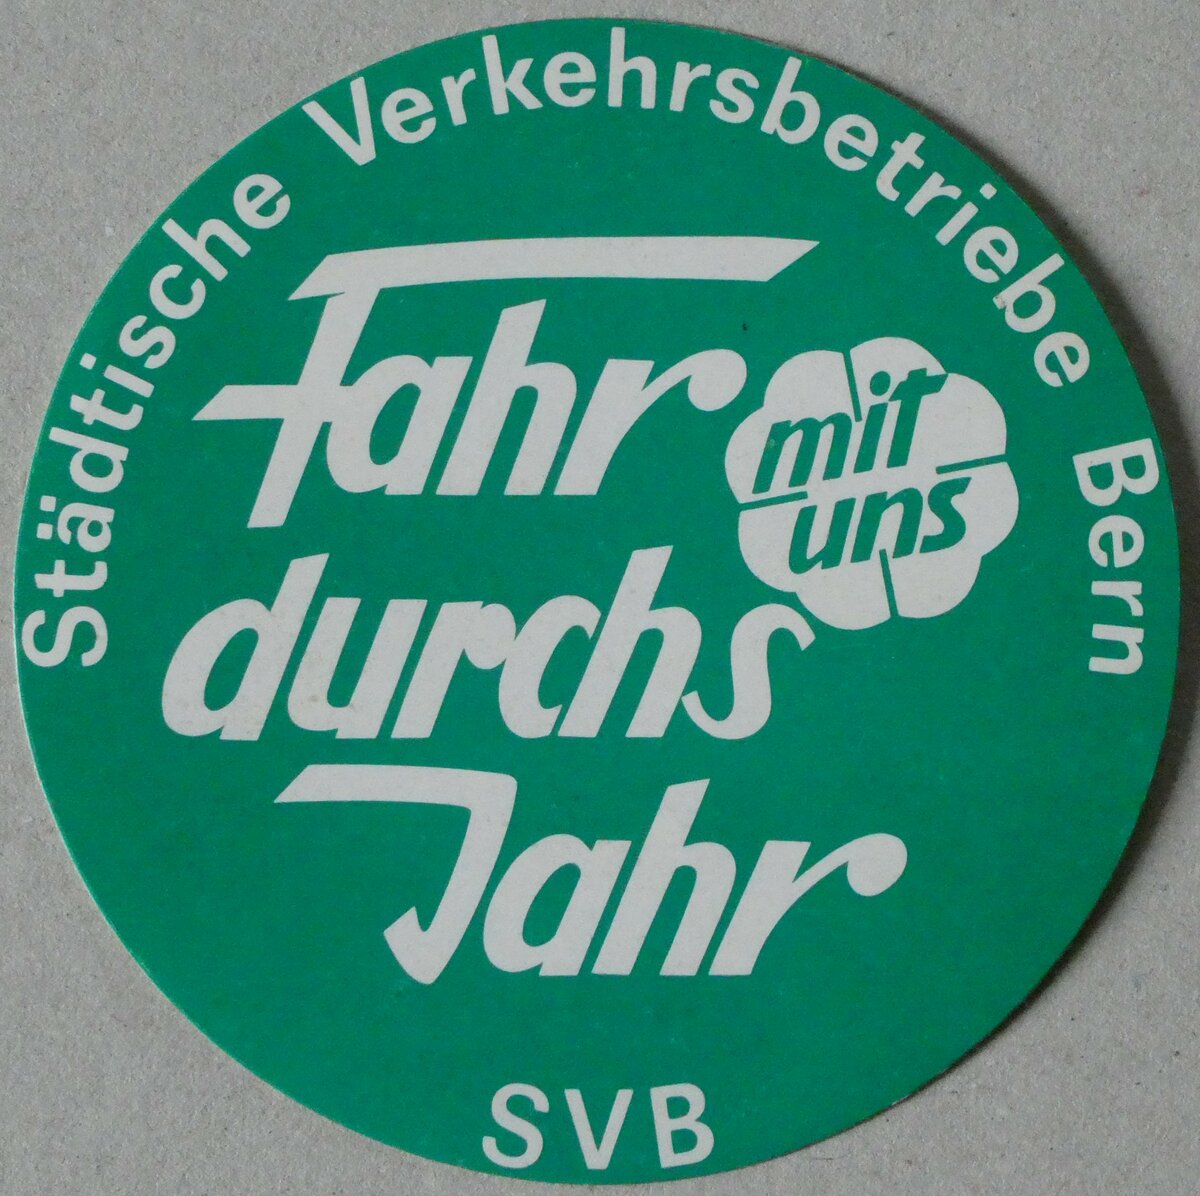 Städtische Verkehrsbetriebe Bern
Fahr
mit
uns
durchs
Jahr
SVB